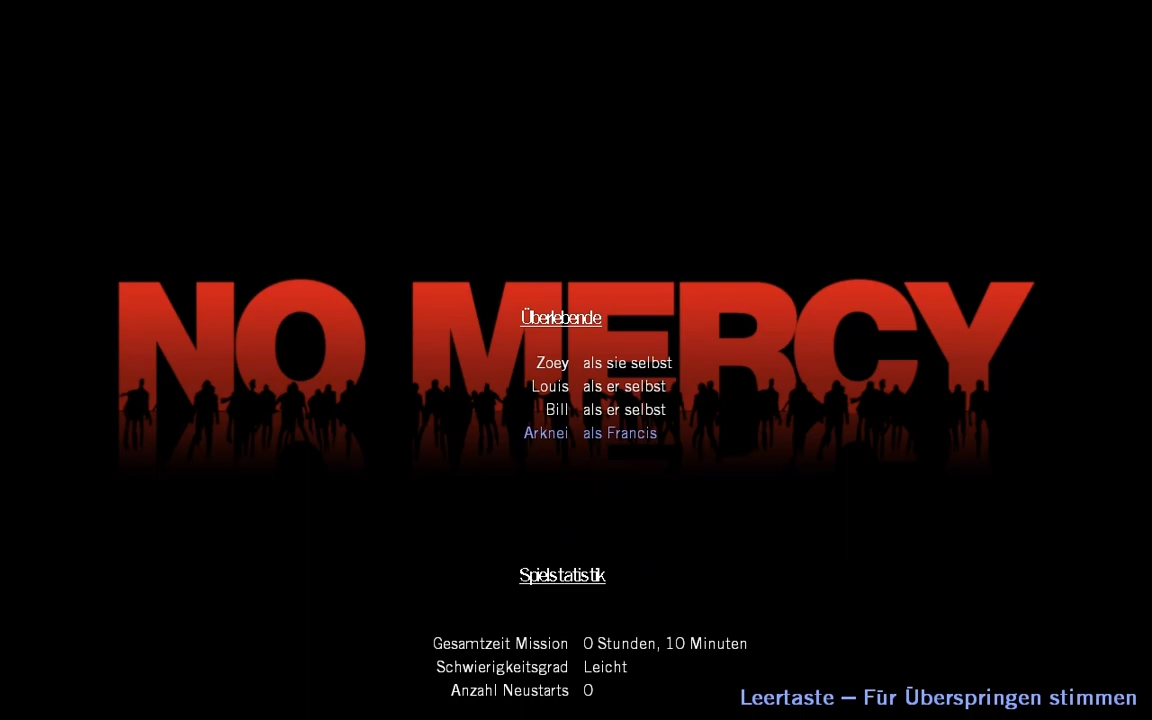 NO MERCY
Überlebende
Zoey als sie selbst
Louis als er selbst
Bill als er selbst
Arknei als Francis
Spielstatistik
Gesamtzeit Mission 0 Stunden, 10 Minuten
Schwierigkeitsgrad Leicht
Anzahl Neustarts 0
Leertaste – Für Überspringen stimmen